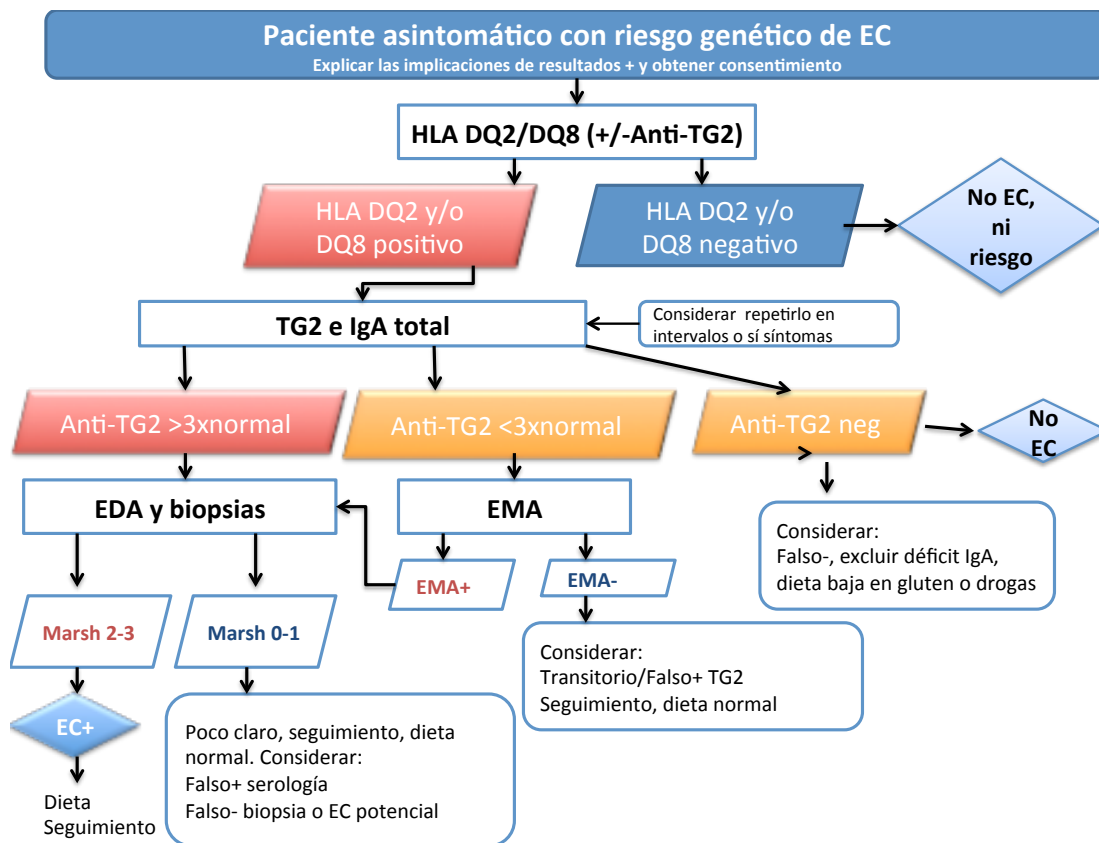 Paciente asintomático con riesgo genético de EC
Explicar las implicaciones de resultados + y obtener consentimiento
HLA DQ2/DQ8 (+/-Anti-TG2)
HLA DQ2 y/o
DQ8 positivo
HLA DQ2 y/o
DQ8 negativo
No EC,
ni
riesgo
TG2 e IgA total
Considerar repetirlo en
intervalos o sí síntomas
Anti-TG2 >3xnormal
Anti-TG2 <3xnormal
Anti-TG2 neg
No
EC
EDA y biopsias
EMA
Considerar:
Falso-, excluir déficit IgA,
dieta baja en gluten o drogas
EMA+
EMA-
Marsh 2-3
Marsh 0-1
Considerar:
Transitorio/Falso+ TG2
Seguimiento, dieta normal
EC+
Poco claro, seguimiento, dieta
normal. Considerar:
Falso+ serología
Falso- biopsia o EC potencial
Dieta
Seguimiento